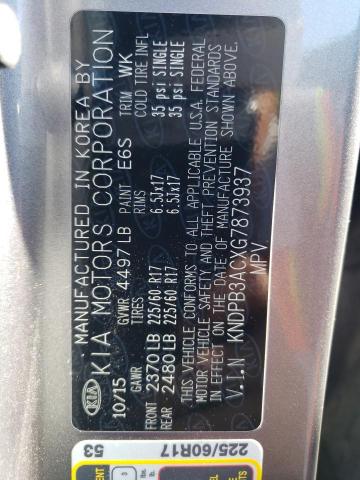 MANUFACTURED IN KOREA BY
KIA KIA MOTORS CORPORATION
10/15 GVWR 4497 LB PAINT E6S TRIM WK
GAWR TIRES RIMS COLD TIRE INFL
FRONT 2370 LB 225/60 R17 6.5Jx17 35 psi SINGLE
REAR 2480 LB 225/60 R17 6.5Jx17 35 psi SINGLE
THIS VEHICLE CONFORMS TO ALL APPLICABLE U.S.A. FEDERAL
MOTOR VEHICLE SAFETY AND THEFT PREVENTION STANDARDS
IN EFFECT ON THE DATE OF MANUFACTURE SHOWN ABOVE.
V.I.N KNDPB3ACXG7873937
MPV
53 225/60R17